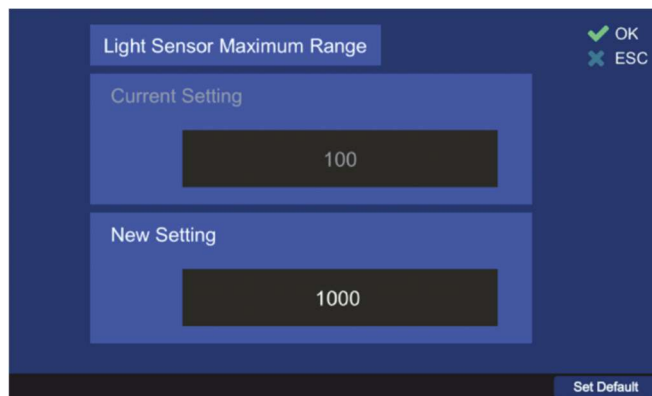 Light Sensor Maximum Range
OK
ESC
Current Setting
100
New Setting
1000
Set Default